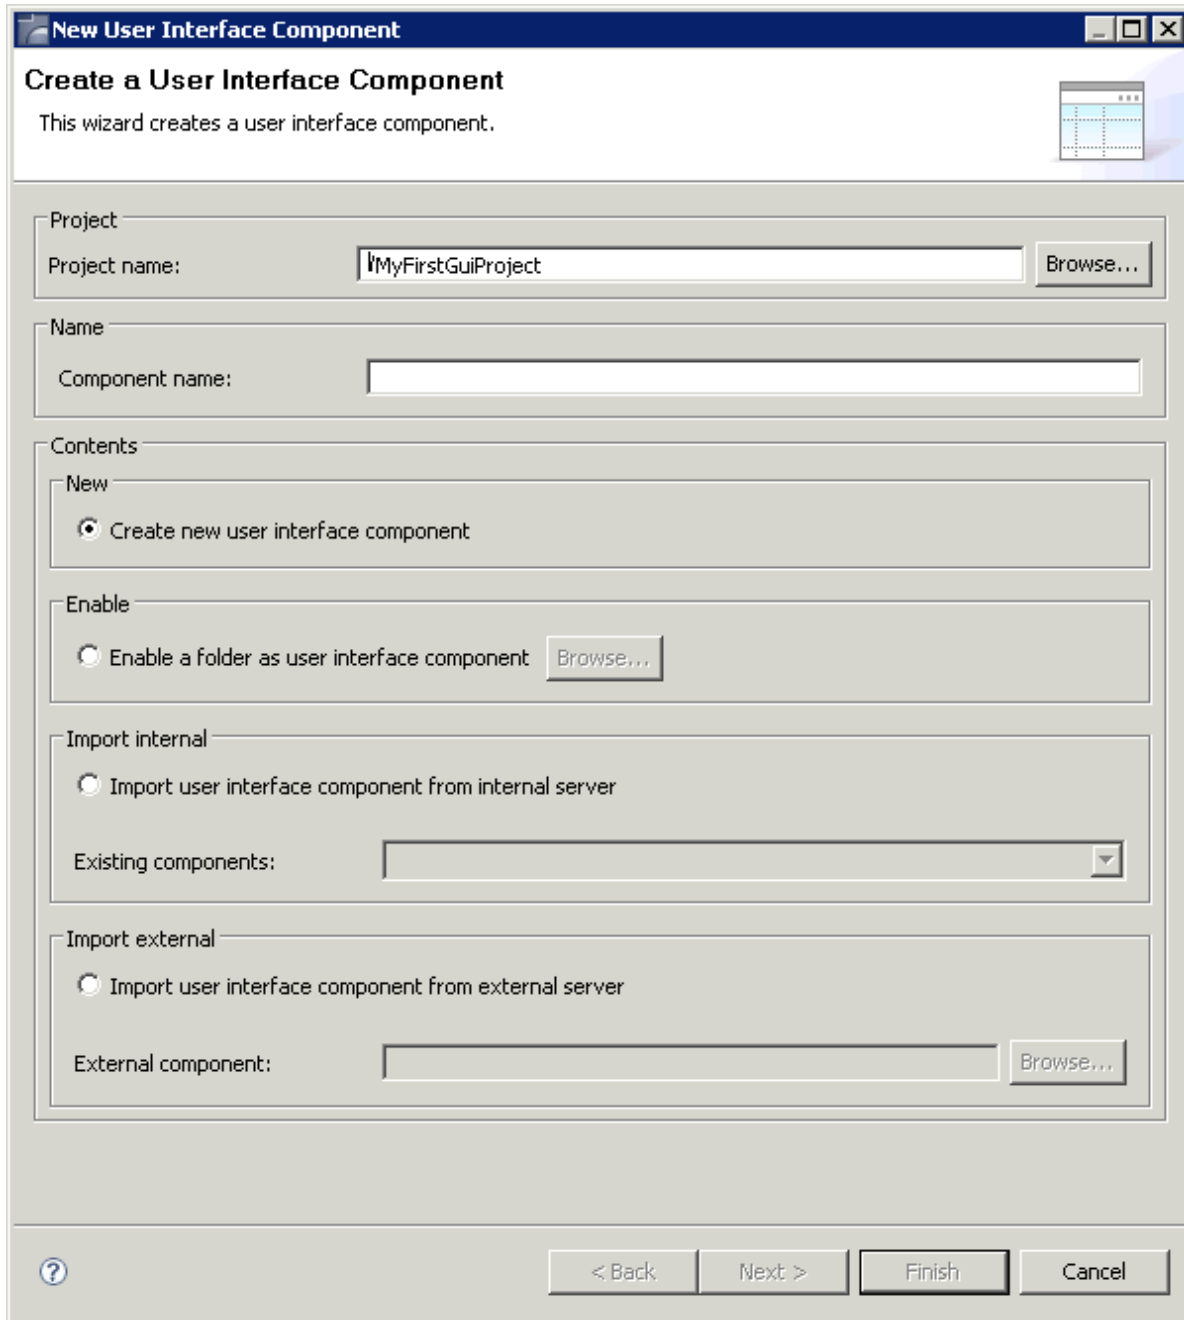 New User Interface Component
Create a User Interface Component
This wizard creates a user interface component.
Project
Project name: /MyFirstGuiProject Browse...
Name
Component name:
Contents
New
Create new user interface component
Enable
Enable a folder as user interface component Browse...
Import internal
Import user interface component from internal server
Existing components:
Import external
Import user interface component from external server
External component: Browse...
? < Back Next > Finish Cancel